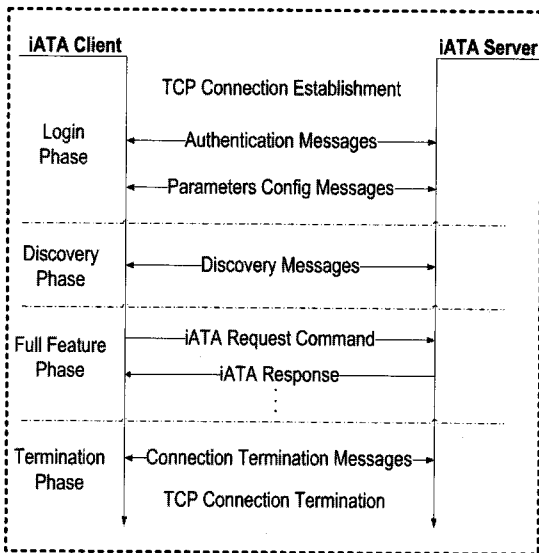 iATA Client
iATA Server
TCP Connection Establishment
Login
Phase
Authentication Messages
Parameters Config Messages
Discovery
Phase
Discovery Messages
Full Feature
Phase
iATA Request Command
iATA Response
Termination
Phase
Connection Termination Messages
TCP Connection Termination